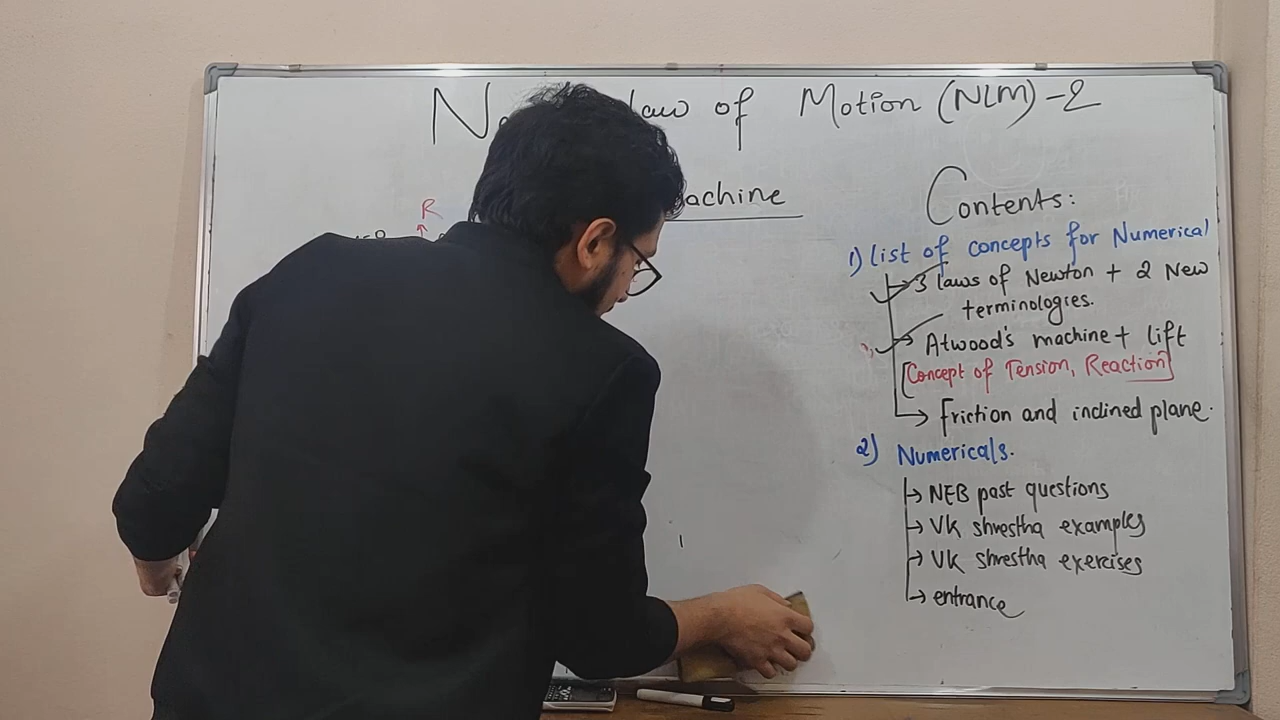 law of Motion (NLM)-2
achine
R
Contents:
1) list of concepts for Numerical
→ 3 laws of Newton + 2 New
terminologies.
→ Atwood's machine + lift
[Concept of Tension, Reaction]
→ Friction and inclined plane.
2) Numericals.
→ NEB past questions
→ VK shrestha examples
→ VK shrestha exercises
→ entrance